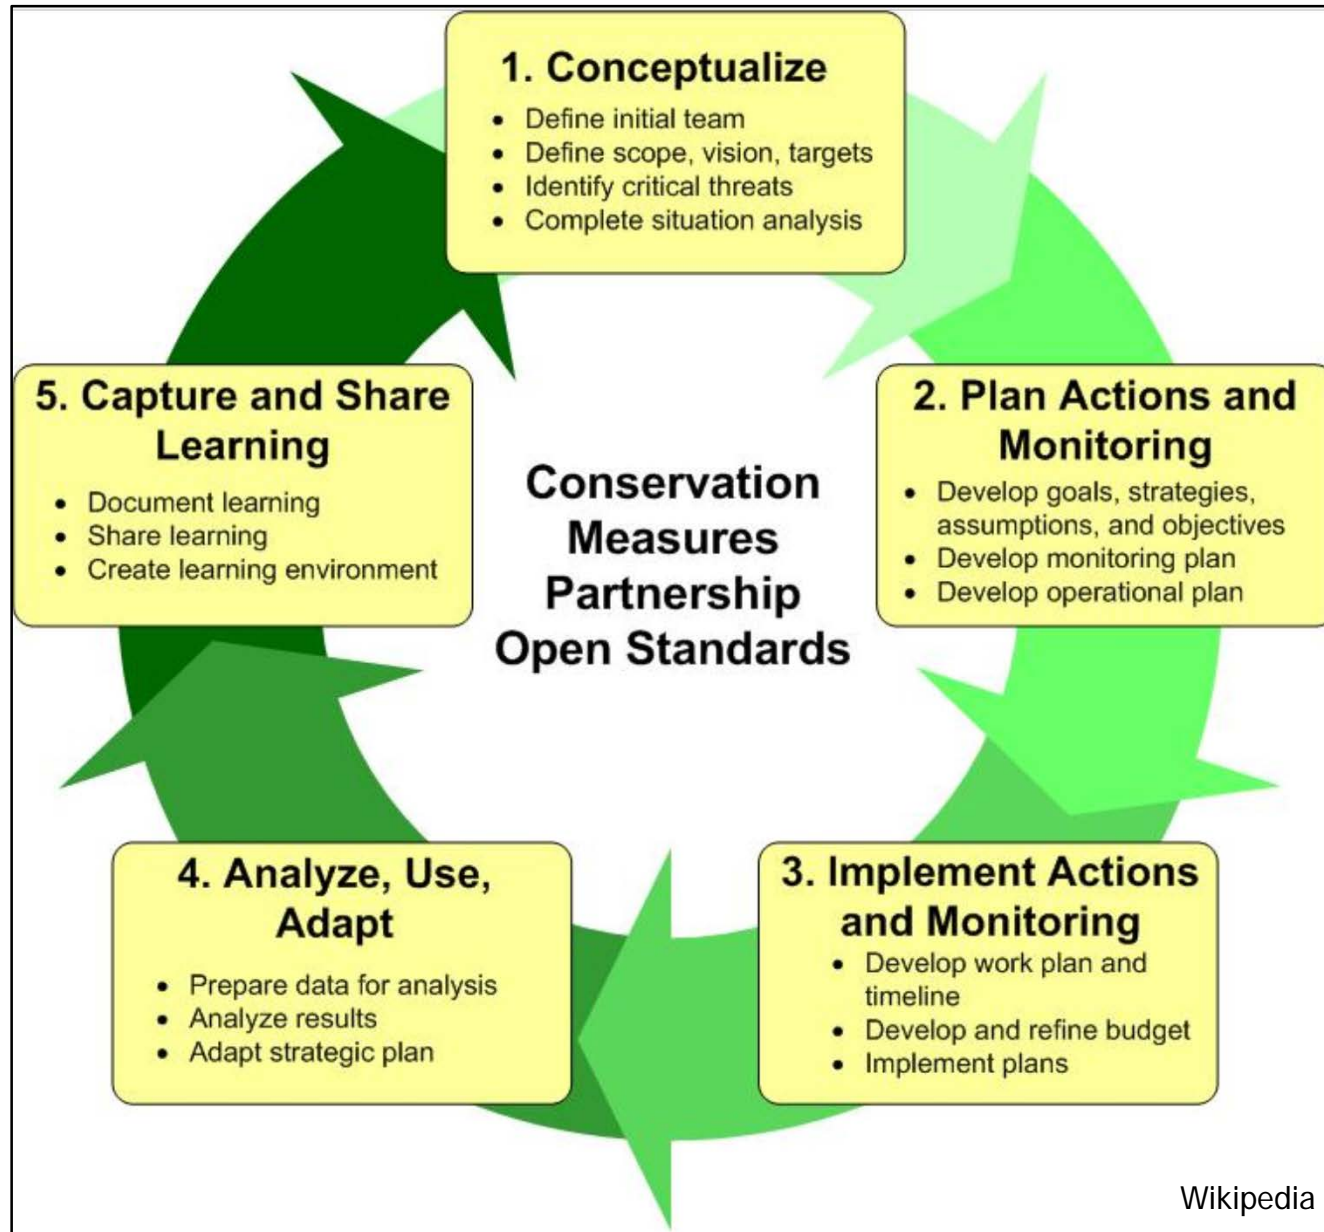 1. Conceptualize
• Define initial team
• Define scope, vision, targets
• Identify critical threats
• Complete situation analysis
2. Plan Actions and
Monitoring
• Develop goals, strategies,
assumptions, and objectives
• Develop monitoring plan
• Develop operational plan
3. Implement Actions
and Monitoring
• Develop work plan and
timeline
• Develop and refine budget
• Implement plans
4. Analyze, Use,
Adapt
• Prepare data for analysis
• Analyze results
• Adapt strategic plan
5. Capture and Share
Learning
• Document learning
• Share learning
• Create learning environment
Conservation
Measures
Partnership
Open Standards
Wikipedia